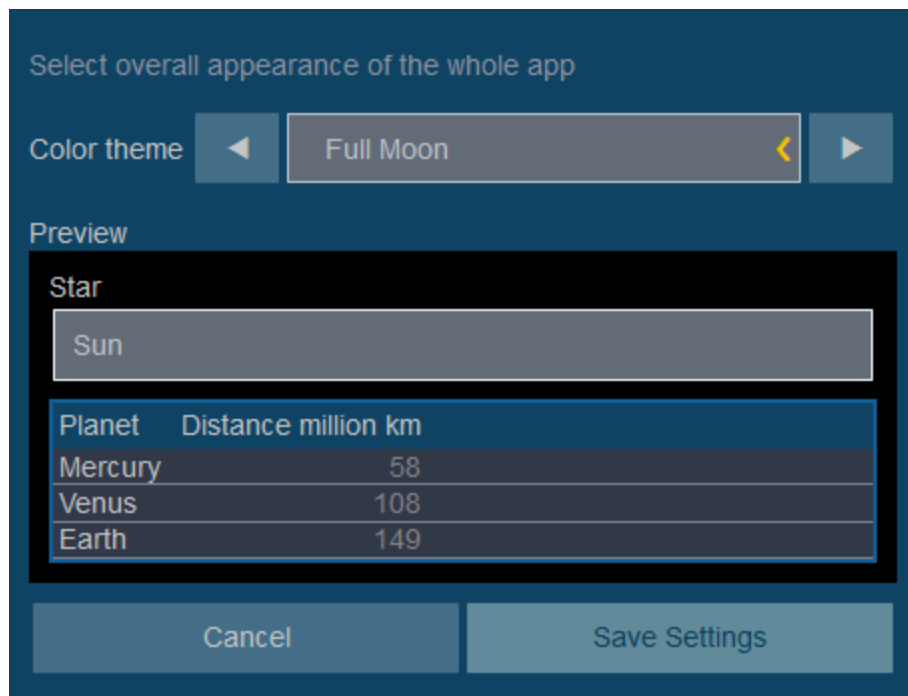 Select overall appearance of the whole app
Color theme ◀ Full Moon ❮ ▶
Preview
Star
Sun
Planet Distance million km
Mercury 58
Venus 108
Earth 149
Cancel Save Settings